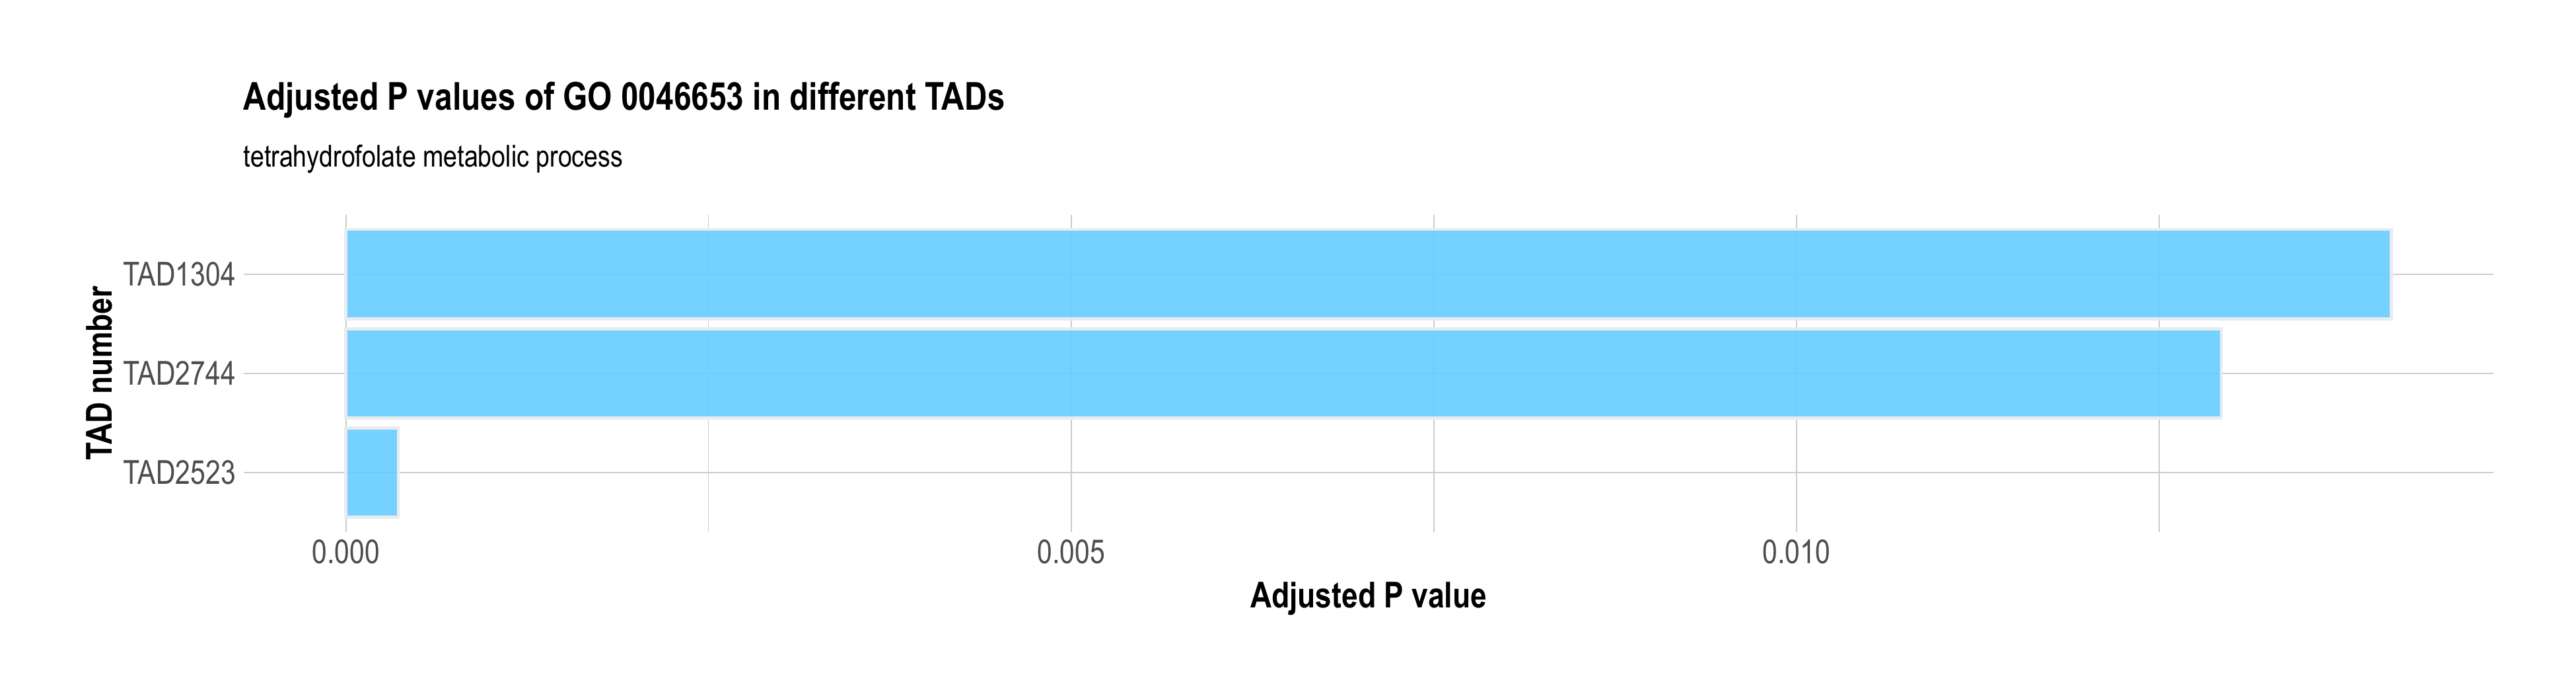 Adjusted P values of GO 0046653 in different TADs
tetrahydrofolate metabolic process
TAD number
TAD1304
TAD2744
TAD2523
0.000
0.005
0.010
Adjusted P value